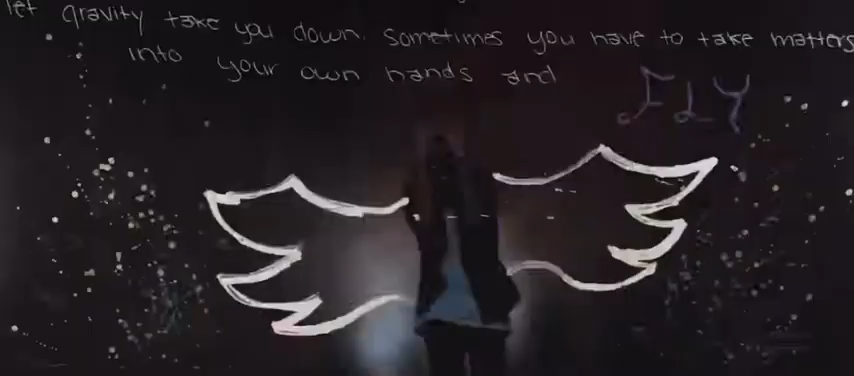 let gravity take you down. Sometimes you have to take matters
into your own hands and
FLY